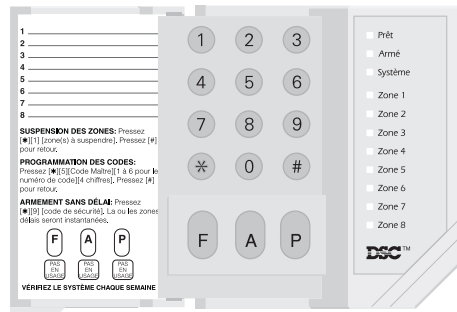 1
2
3
4
5
6
7
8
SUSPENSION DES ZONES: Pressez
[✱][1] [zone(s) à suspendre]. Pressez [#]
pour retour.
PROGRAMMATION DES CODES:
Pressez [✱][5][Code Maître][1 à 6 pour le
numéro de code][4 chiffres]. Pressez [#]
pour retour.
ARMEMENT SANS DÉLAI: Pressez
[✱][9] [code de sécurité]. La ou les zones
délais seront instantanées.
F A P
PAS EN USAGE
PAS EN USAGE
PAS EN USAGE
VÉRIFIEZ LE SYSTÈME CHAQUE SEMAINE
1 2 3
4 5 6
7 8 9
✱ 0 #
F A P
Prêt
Armé
Système
Zone 1
Zone 2
Zone 3
Zone 4
Zone 5
Zone 6
Zone 7
Zone 8
DSC™